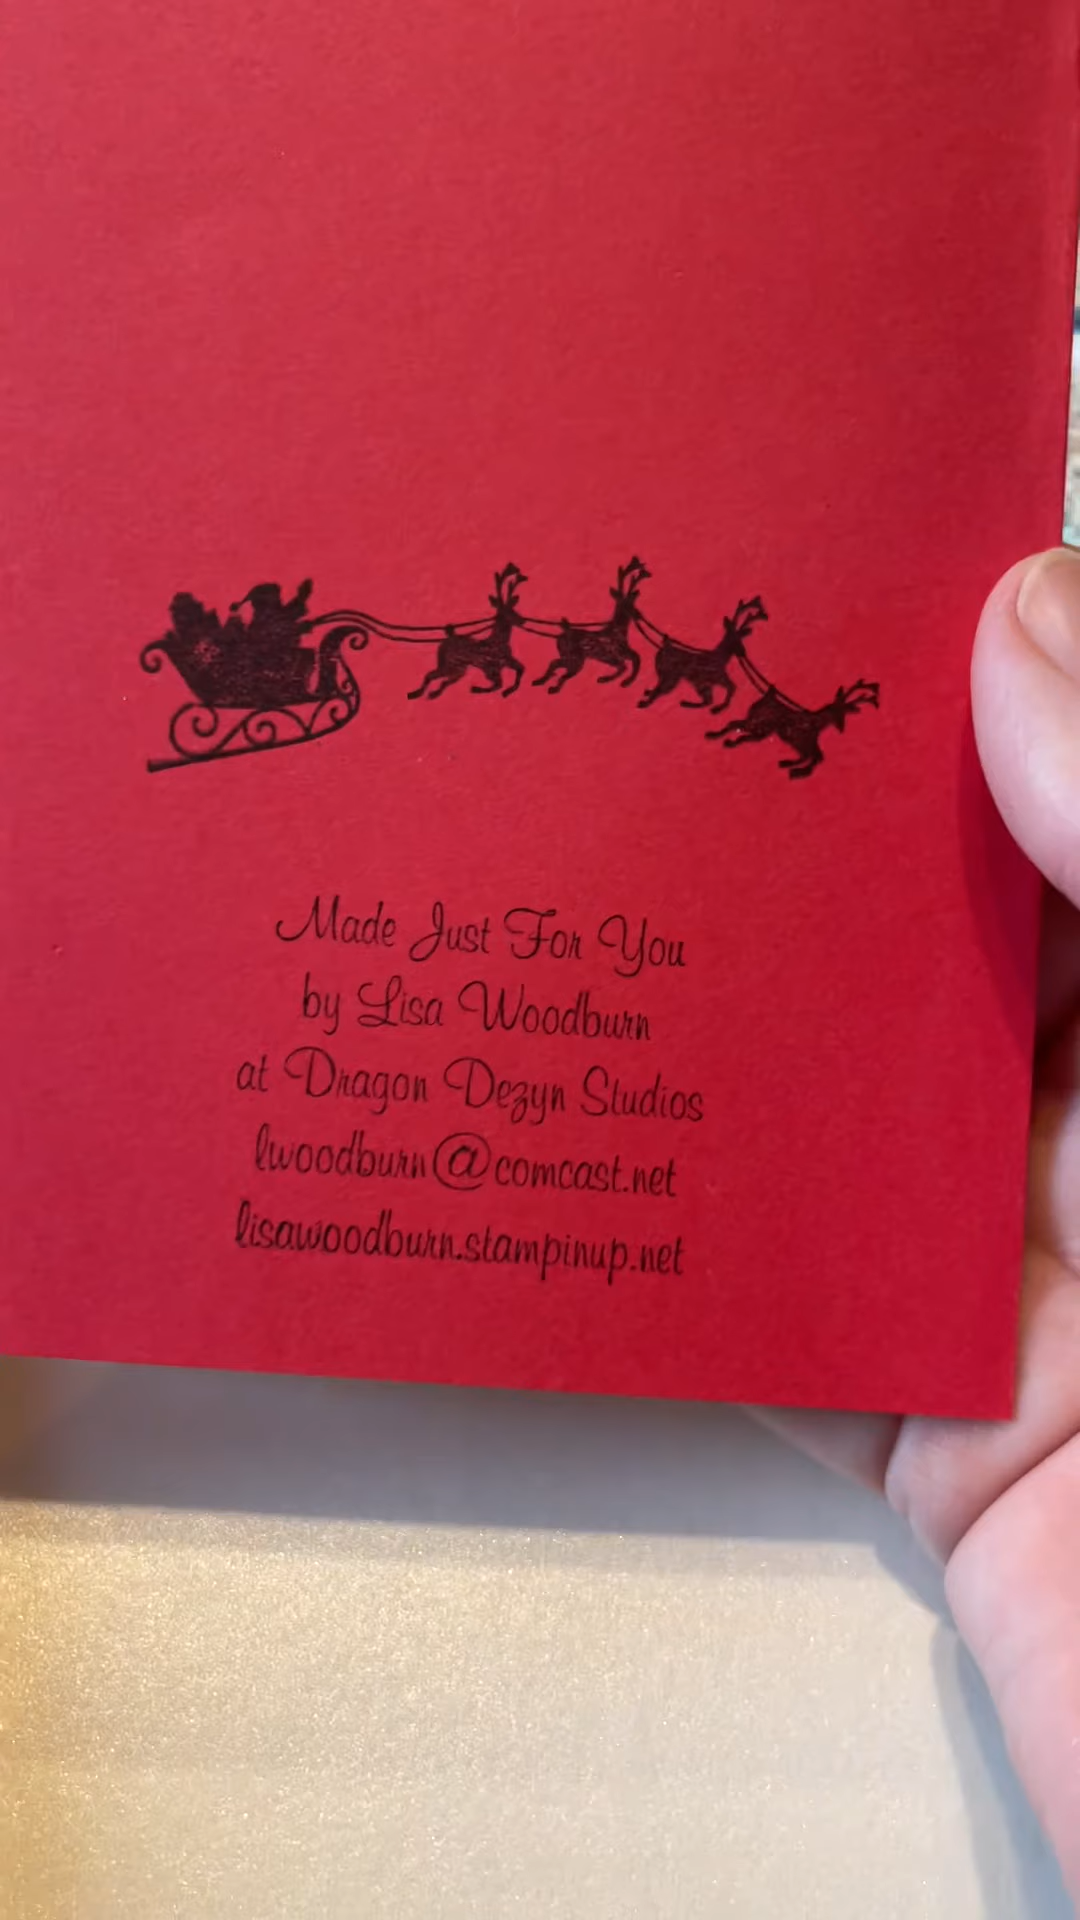 Made Just For You
by Lisa Woodburn
at Dragon Dezyn Studios
lwoodburn@comcast.net
lisawoodburn.stampinup.net